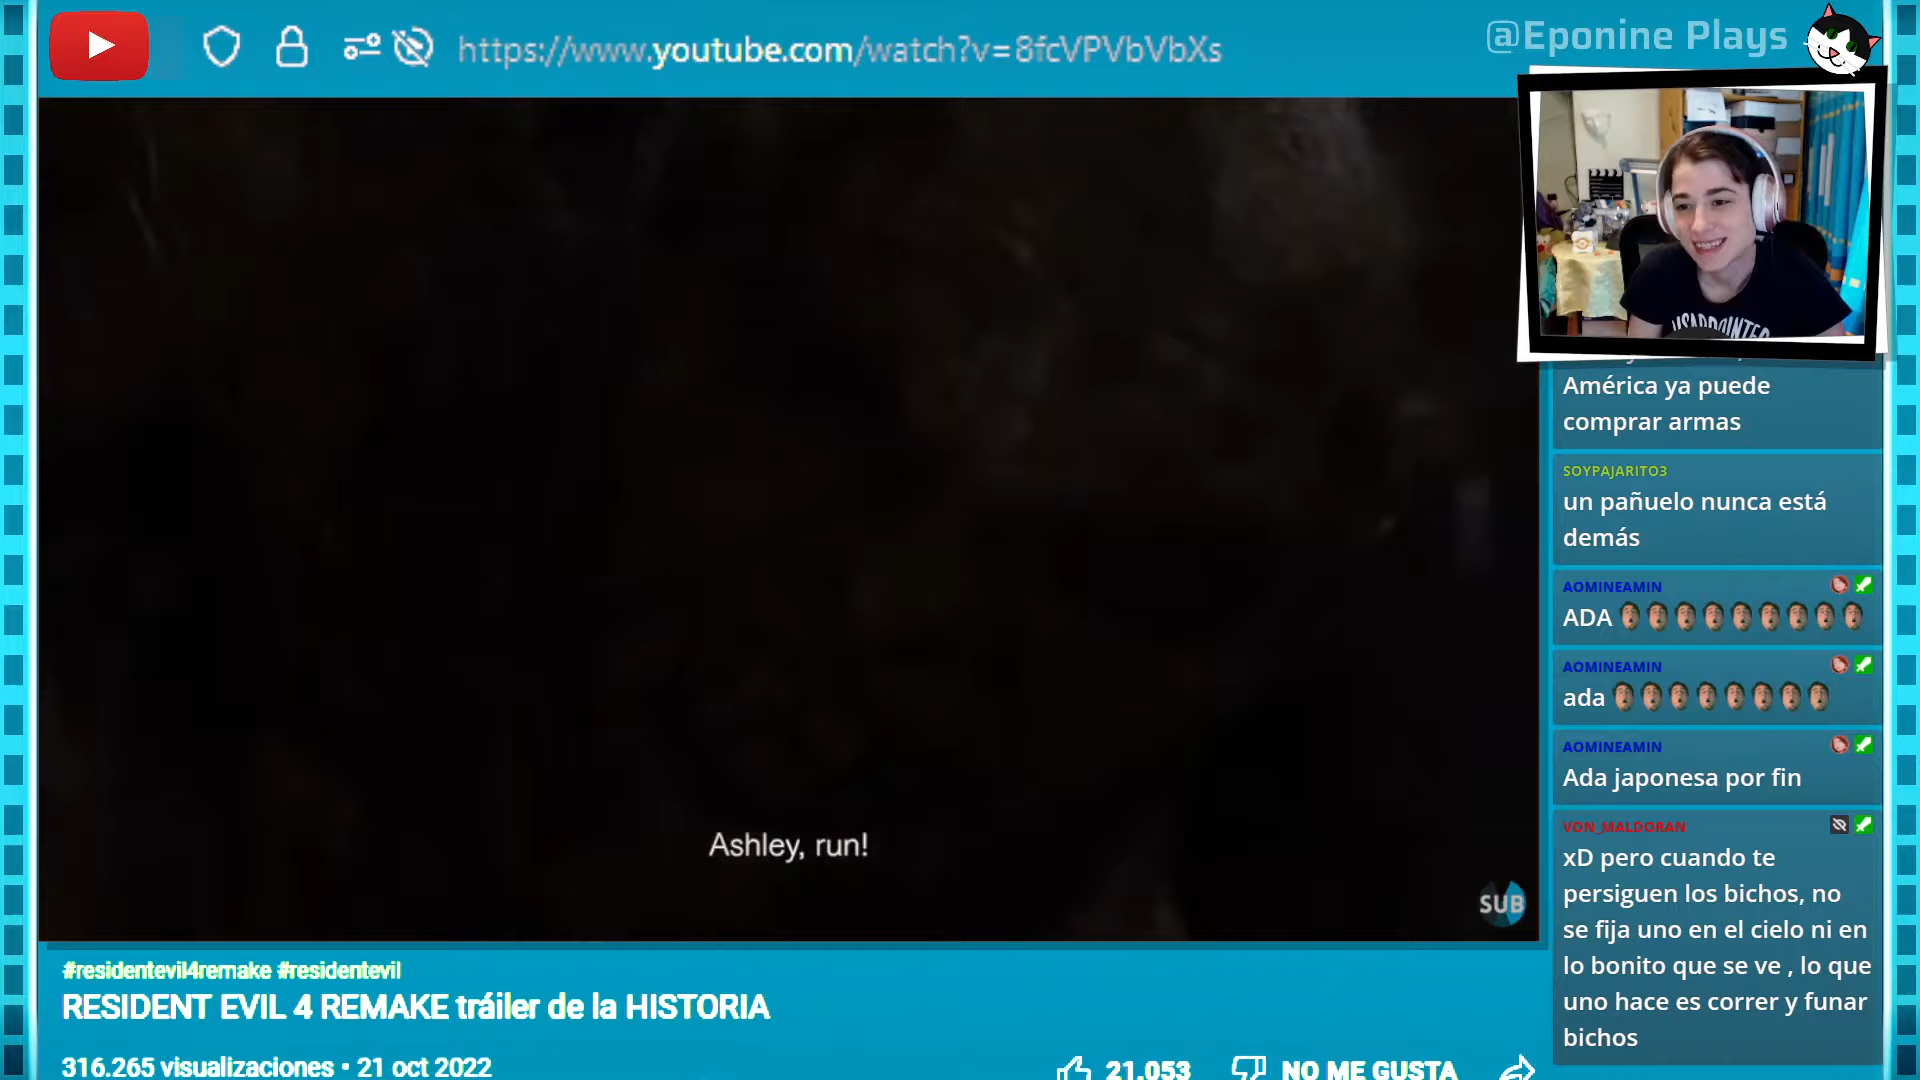 https://www.youtube.com/watch?v=8fcVPVbVbXs
@Eponine Plays
América ya puede
comprar armas
SOYPAJARITO3
un pañuelo nunca está
demás
AOMINEAMIN
ADA
AOMINEAMIN
ada
AOMINEAMIN
Ada japonesa por fin
VON_MALDORAN
xD pero cuando te
persiguen los bichos, no
se fija uno en el cielo ni en
lo bonito que se ve , lo que
uno hace es correr y funar
bichos
Ashley, run!
SUB
#residentevil4remake #residentevil
RESIDENT EVIL 4 REMAKE tráiler de la HISTORIA
316.265 visualizaciones • 21 oct 2022
21.053 NO ME GUSTA